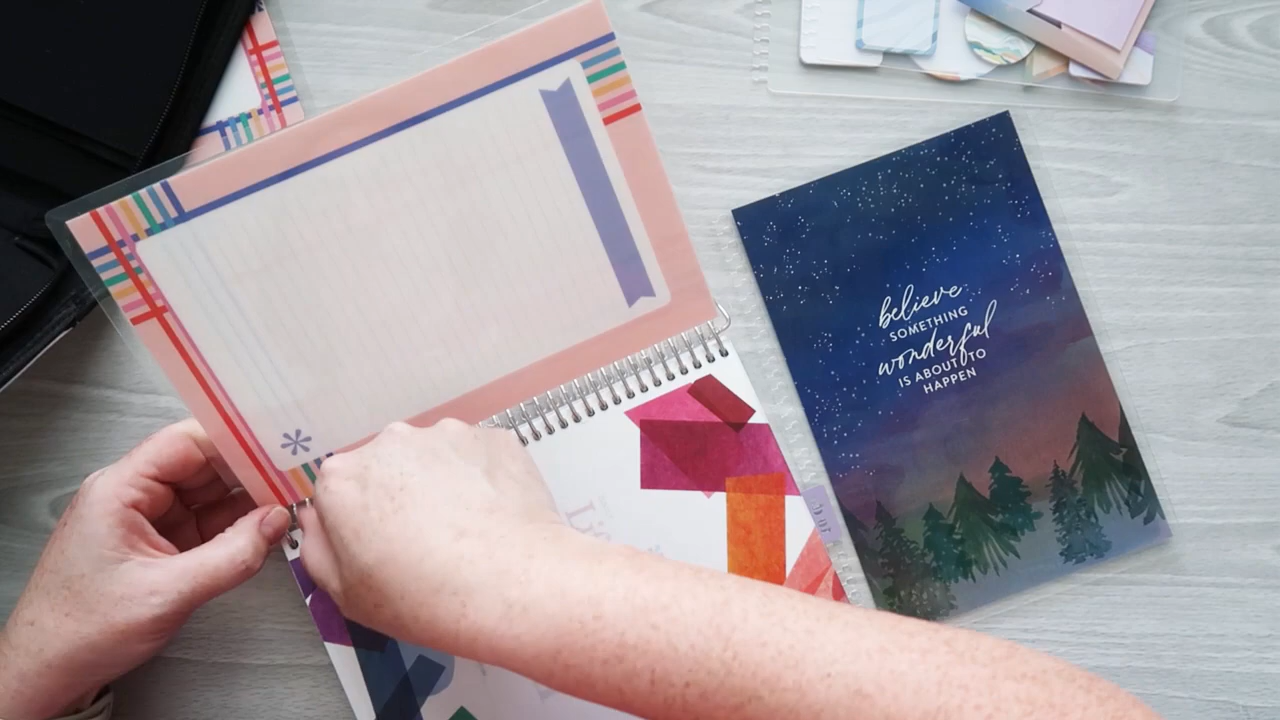 believe
SOMETHING
wonderful
IS ABOUT TO
HAPPEN